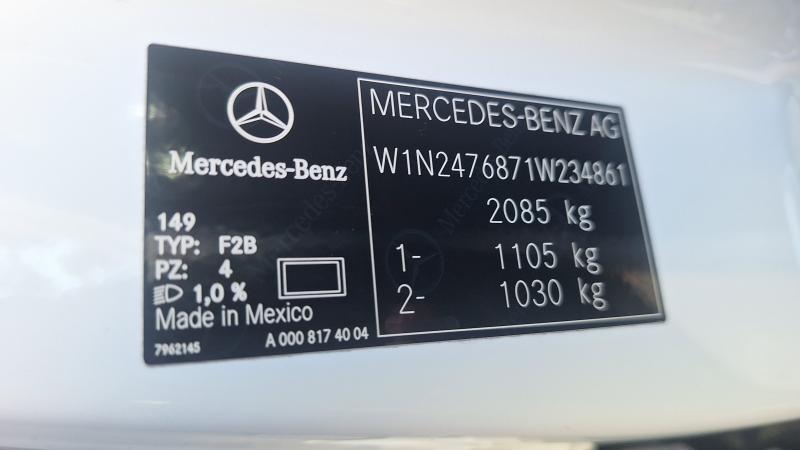 Mercedes-Benz
149
TYP: F2B
PZ: 4
1,0 %
Made in Mexico
7962145
A 000 817 40 04
MERCEDES-BENZ AG
W1N2476871W234861
2085 kg
1- 1105 kg
2- 1030 kg